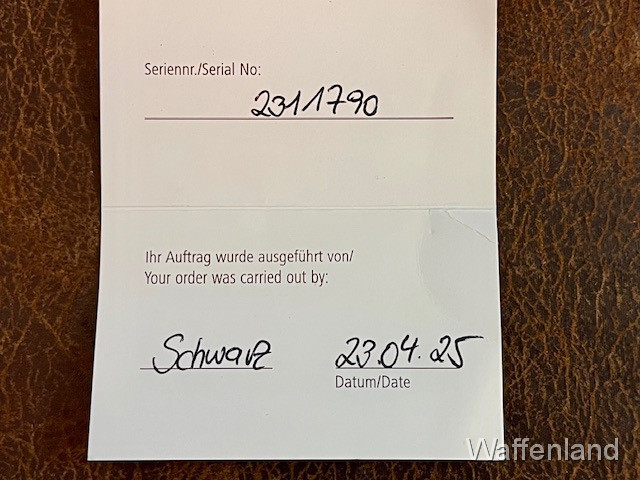 Seriennr./Serial No:
2311790
Ihr Auftrag wurde ausgeführt von/
Your order was carried out by:
Schwarz 23.04.25
Datum/Date
Waffenland